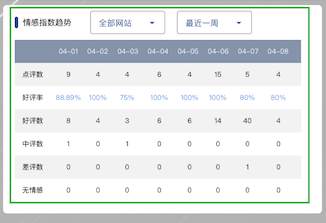 情感指数趋势 全部网站 最近一周
04-01 04-02 04-03 04-04 04-05 04-06 04-07 04-08
点评数 9 4 4 6 4 15 5 4
好评率 88.89% 100% 75% 100% 100% 100% 80% 80%
好评数 8 4 3 6 6 14 40 4
中评数 1 0 1 0 0 0 0 0
差评数 0 0 0 0 0 0 1 0
无情感 0 0 0 0 0 0 0 0